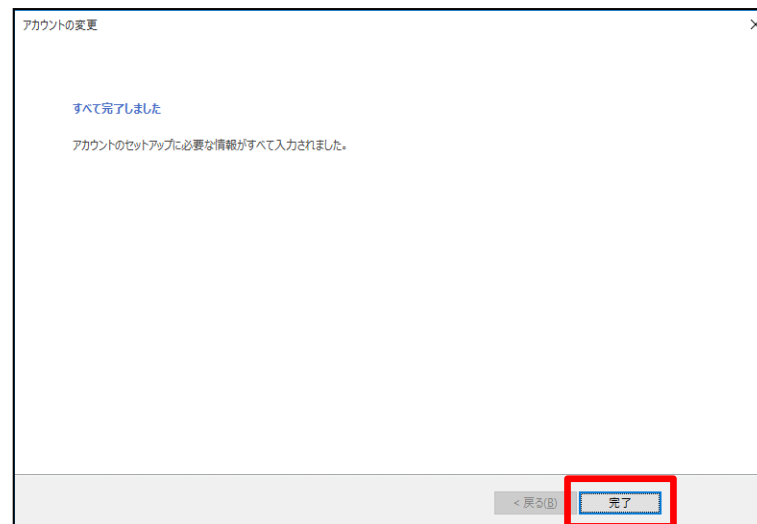 アカウントの変更
すべて完了しました
アカウントのセットアップに必要な情報がすべて入力されました。
< 戻る(B)
完了